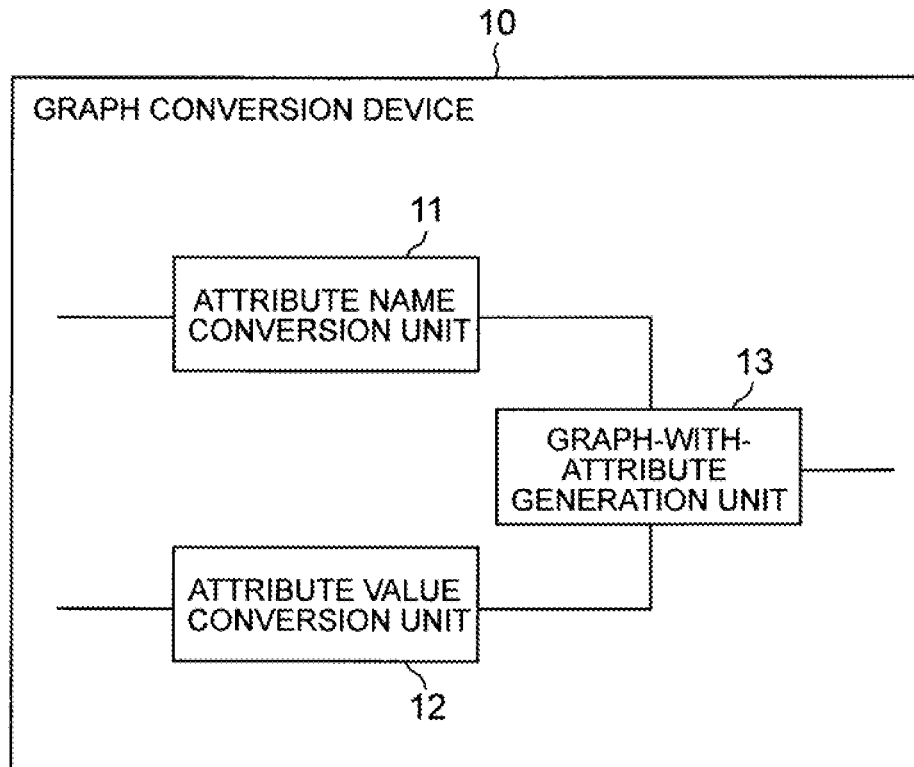 10
GRAPH CONVERSION DEVICE
11
ATTRIBUTE NAME
CONVERSION UNIT
13
GRAPH-WITH-
ATTRIBUTE
GENERATION UNIT
ATTRIBUTE VALUE
CONVERSION UNIT
12